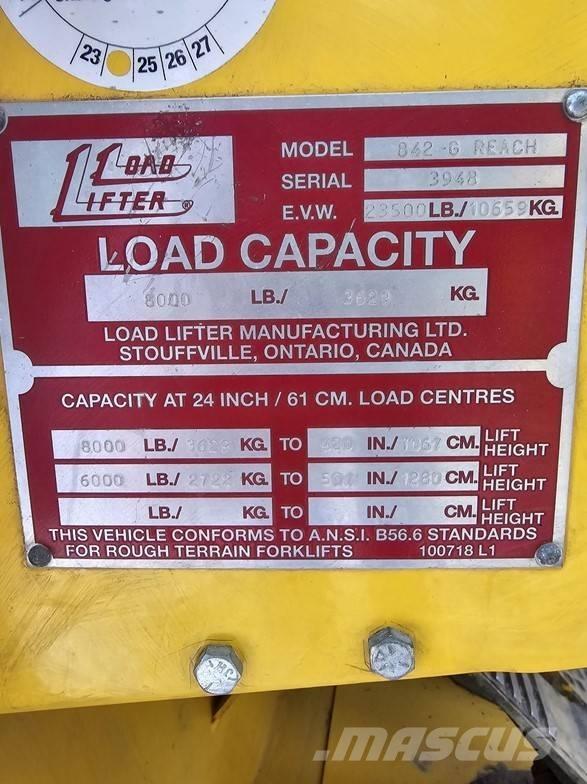 23 25 26 27
LOAD LIFTER ®
MODEL 842-G REACH
SERIAL 3948
E.V.W. 23500 LB./ 10659 KG.
LOAD CAPACITY
8000 LB./ 3629 KG.
LOAD LIFTER MANUFACTURING LTD.
STOUFFVILLE, ONTARIO, CANADA
CAPACITY AT 24 INCH / 61 CM. LOAD CENTRES
8000 LB./ 3629 KG. TO IN./ 1067 CM. LIFT HEIGHT
6000 LB./ 2722 KG. TO IN./ 1280 CM. LIFT HEIGHT
LB./ KG. TO IN./ CM. LIFT HEIGHT
THIS VEHICLE CONFORMS TO A.N.S.I. B56.6 STANDARDS
FOR ROUGH TERRAIN FORKLIFTS 100718 L1
MASCUS